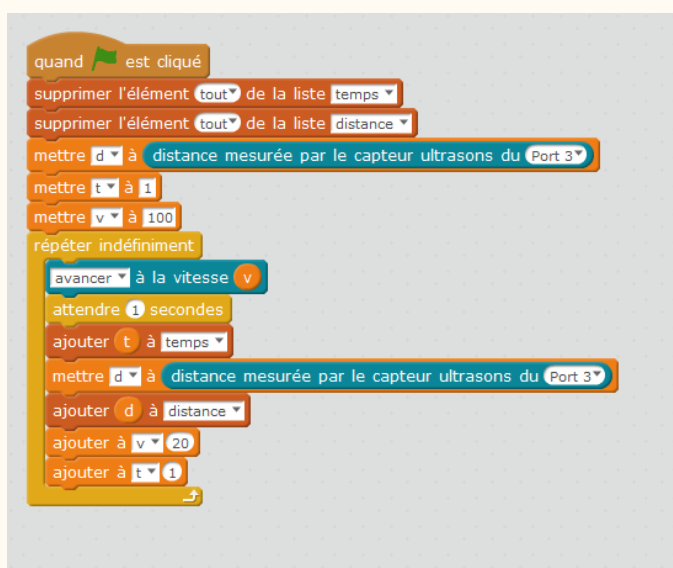 quand est cliqué
supprimer l'élément tout de la liste temps
supprimer l'élément tout de la liste distance
mettre d à distance mesurée par le capteur ultrasons du Port 3
mettre t à 1
mettre v à 100
répéter indéfiniment
avancer à la vitesse v
attendre 1 secondes
ajouter t à temps
mettre d à distance mesurée par le capteur ultrasons du Port 3
ajouter d à distance
ajouter à v 20
ajouter à t 1